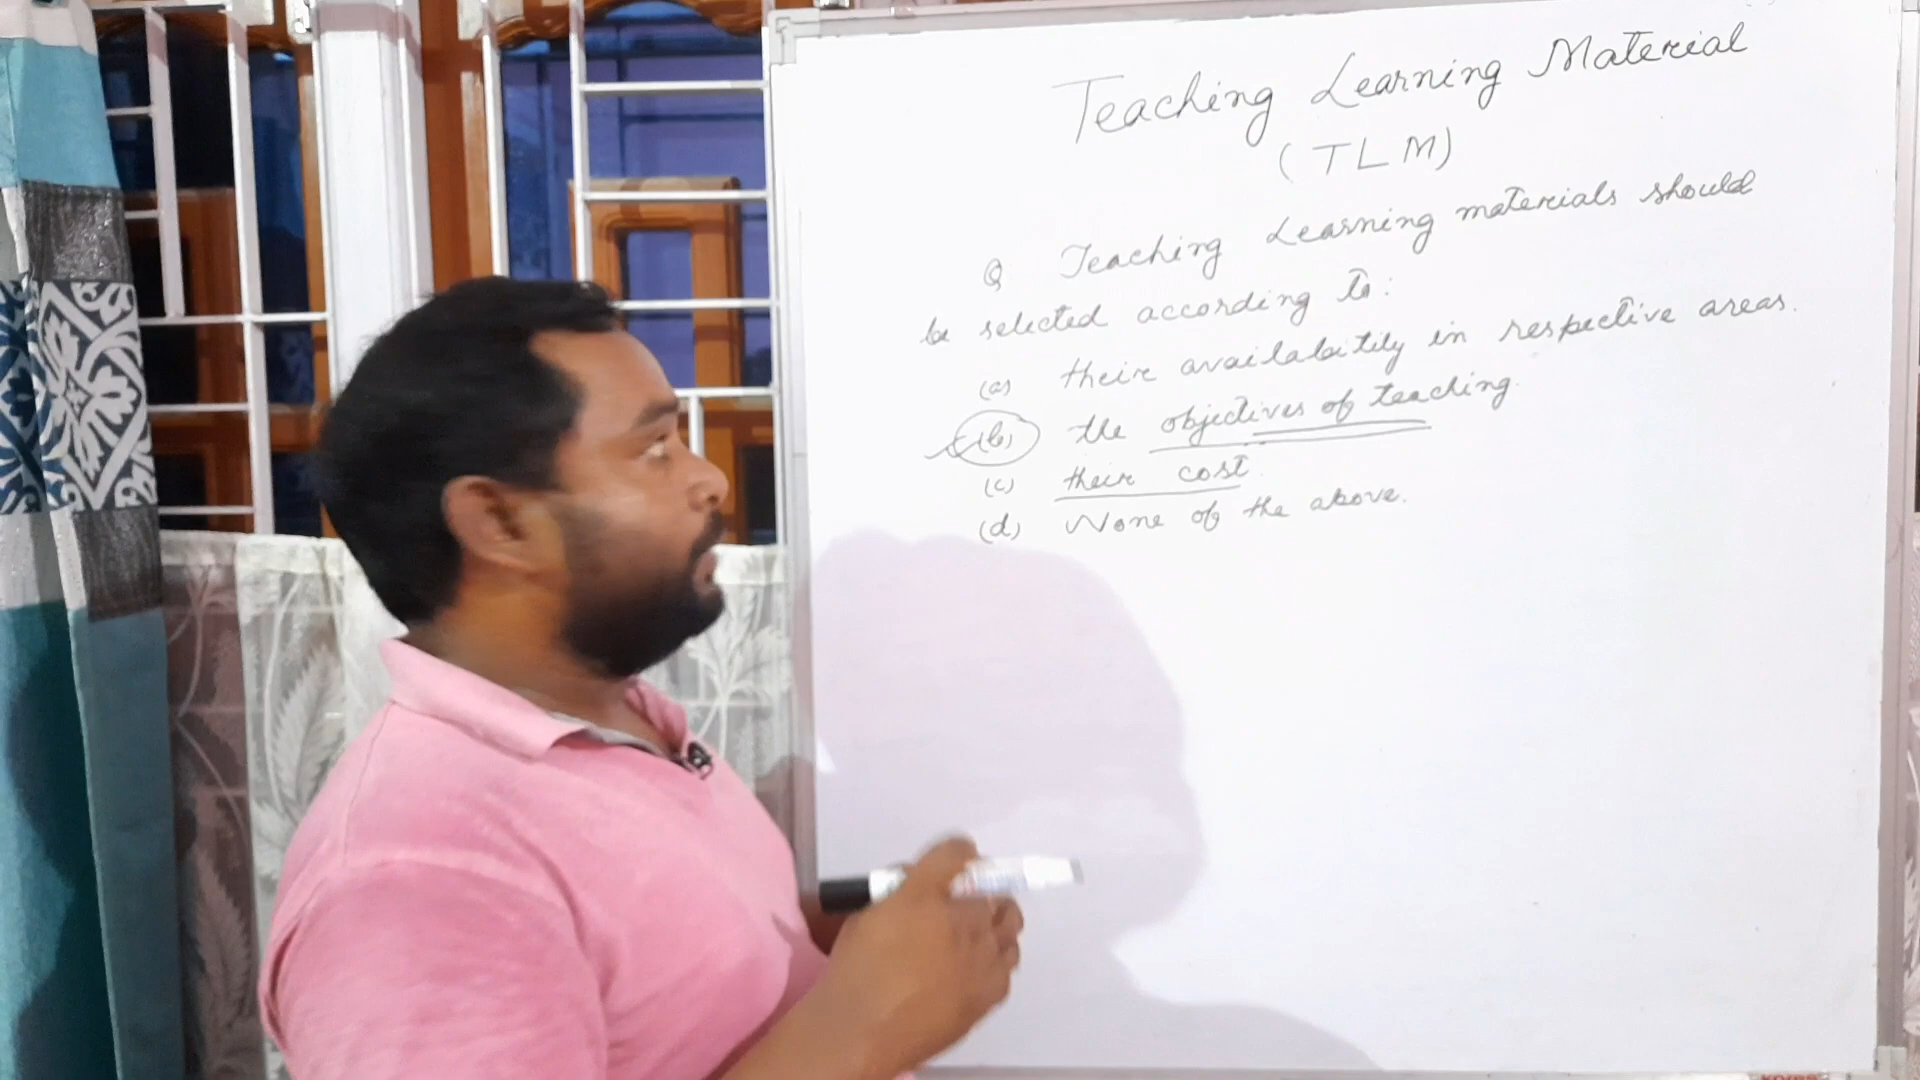 Teaching Learning Material
(TLM)
Q Teaching Learning materials should
be selected according to:
(a) their availability in respective areas.
(b) the objectives of teaching.
(c) their cost.
(d) None of the above.